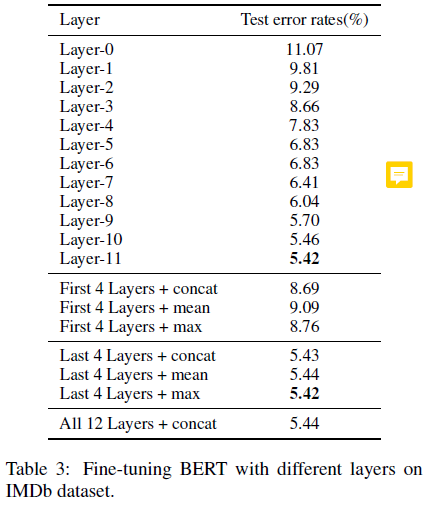 Layer Test error rates(%)
Layer-0 11.07
Layer-1 9.81
Layer-2 9.29
Layer-3 8.66
Layer-4 7.83
Layer-5 6.83
Layer-6 6.83
Layer-7 6.41
Layer-8 6.04
Layer-9 5.70
Layer-10 5.46
Layer-11 5.42
First 4 Layers + concat 8.69
First 4 Layers + mean 9.09
First 4 Layers + max 8.76
Last 4 Layers + concat 5.43
Last 4 Layers + mean 5.44
Last 4 Layers + max 5.42
All 12 Layers + concat 5.44
Table 3: Fine-tuning BERT with different layers on
IMDb dataset.